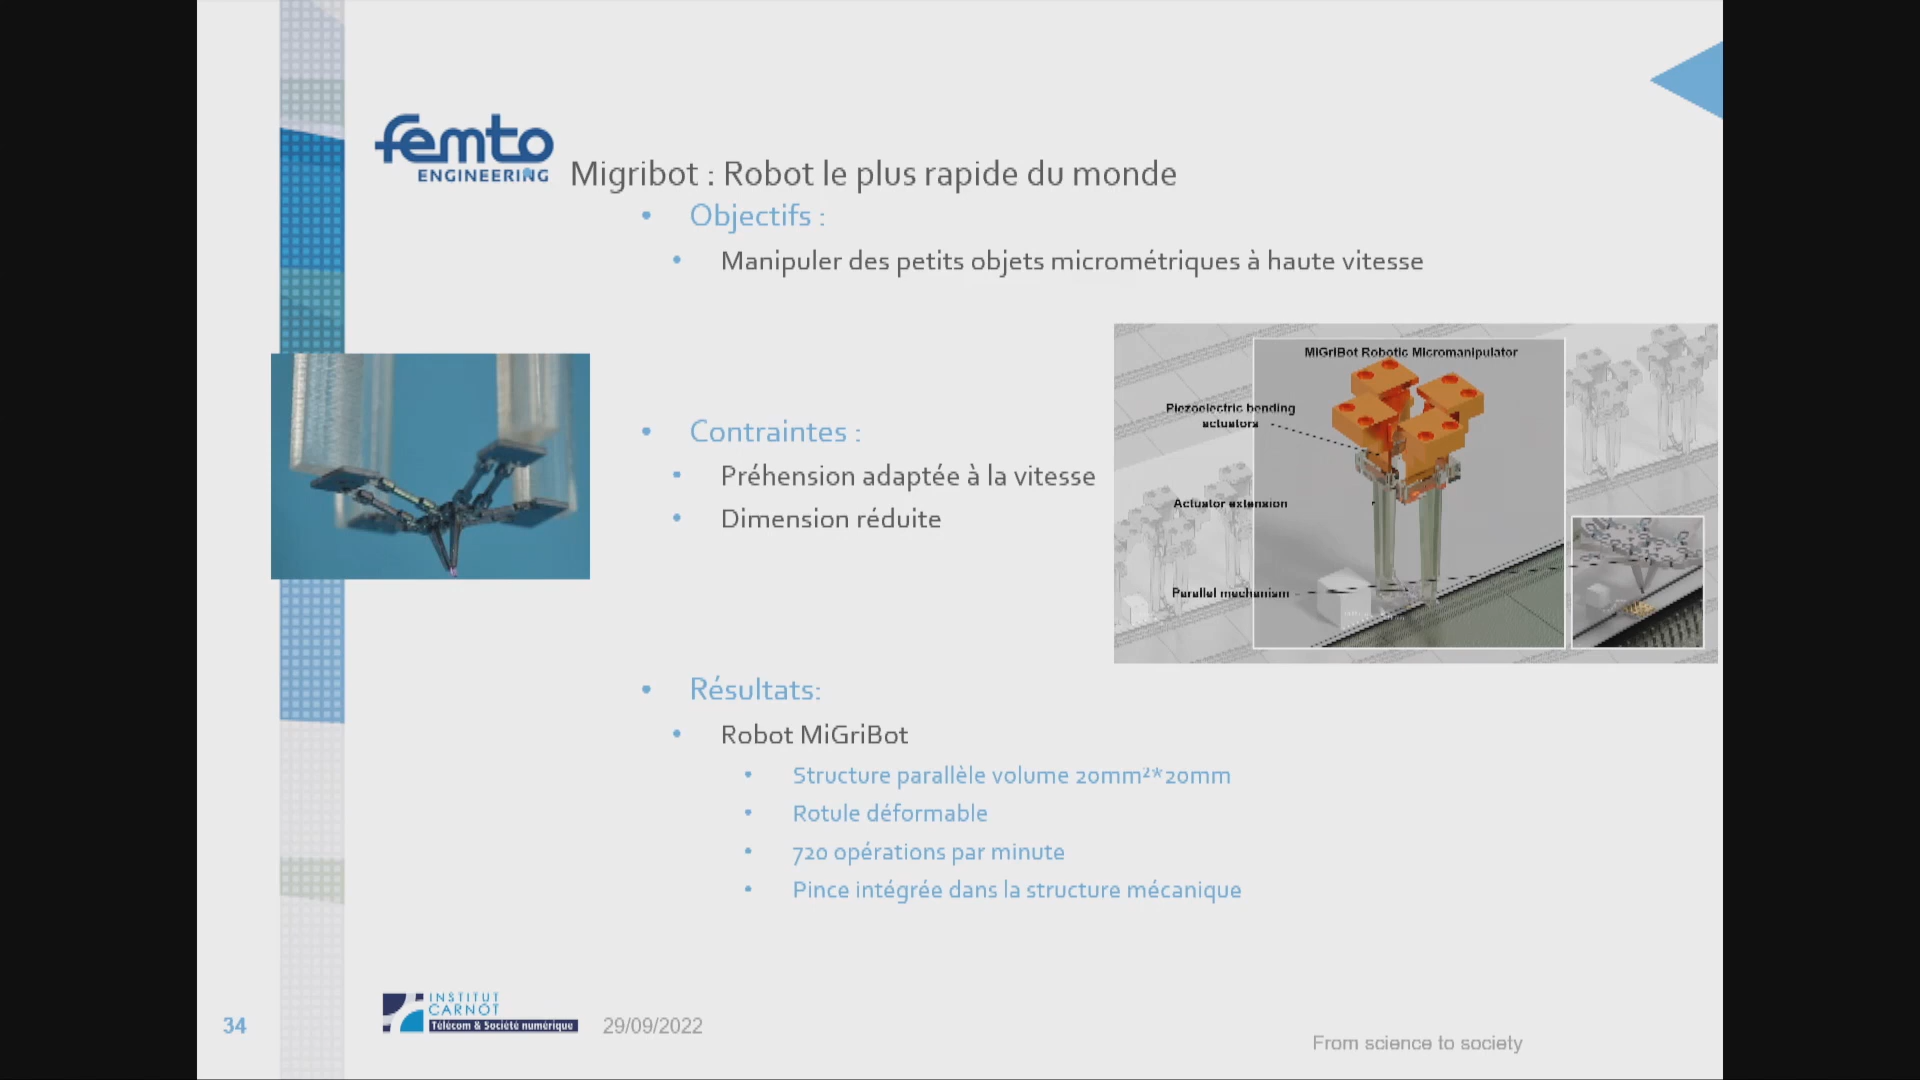 femto
ENGINEERING
Migribot : Robot le plus rapide du monde
• Objectifs :
• Manipuler des petits objets micrométriques à haute vitesse
• Contraintes :
• Préhension adaptée à la vitesse
• Dimension réduite
MiGriBot Robotic Micromanipulator
Piezoelectric bending
actuators
Actuator extension
Parallel mechanism
• Résultats:
• Robot MiGriBot
• Structure parallèle volume 20mm²*20mm
• Rotule déformable
• 720 opérations par minute
• Pince intégrée dans la structure mécanique
34
INSTITUT
CARNOT
Télécom & Société numérique
29/09/2022
From science to society